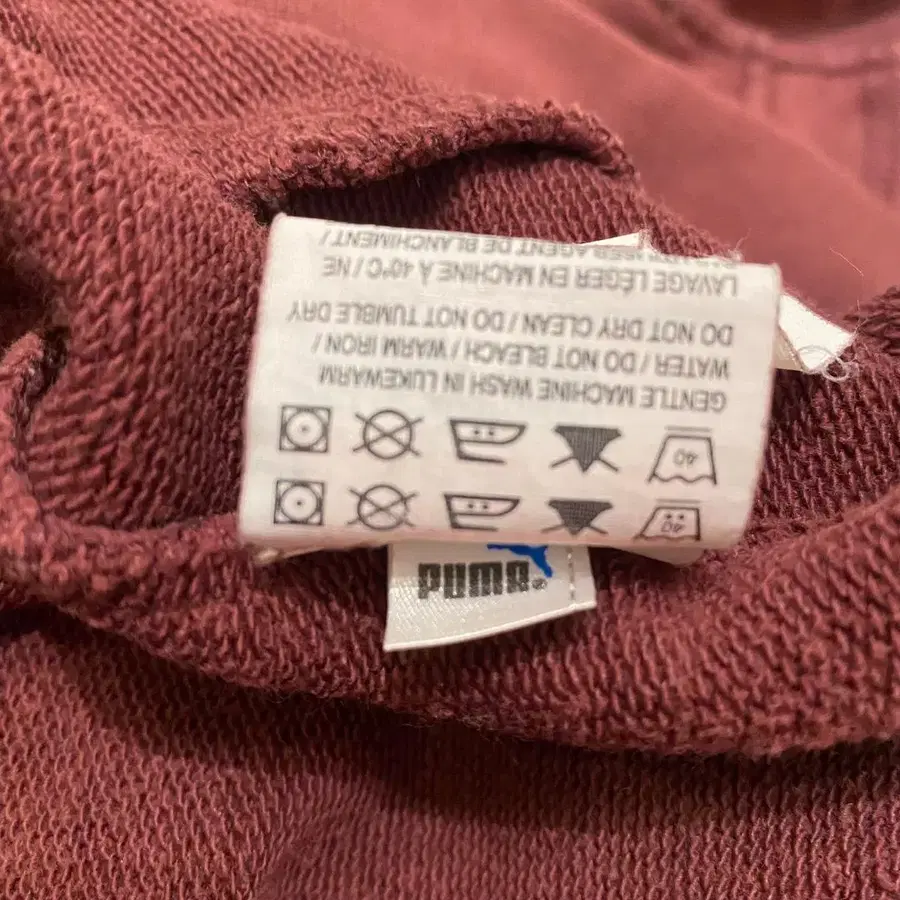 40
40
GENTLE MACHINE WASH IN LUKEWARM
WATER / DO NOT BLEACH / WARM IRON /
DO NOT DRY CLEAN / DO NOT TUMBLE DRY
LAVAGE LÉGER EN MACHINE À 40°C / NE
AGENT DE BLANCHIMENT /
PUMA